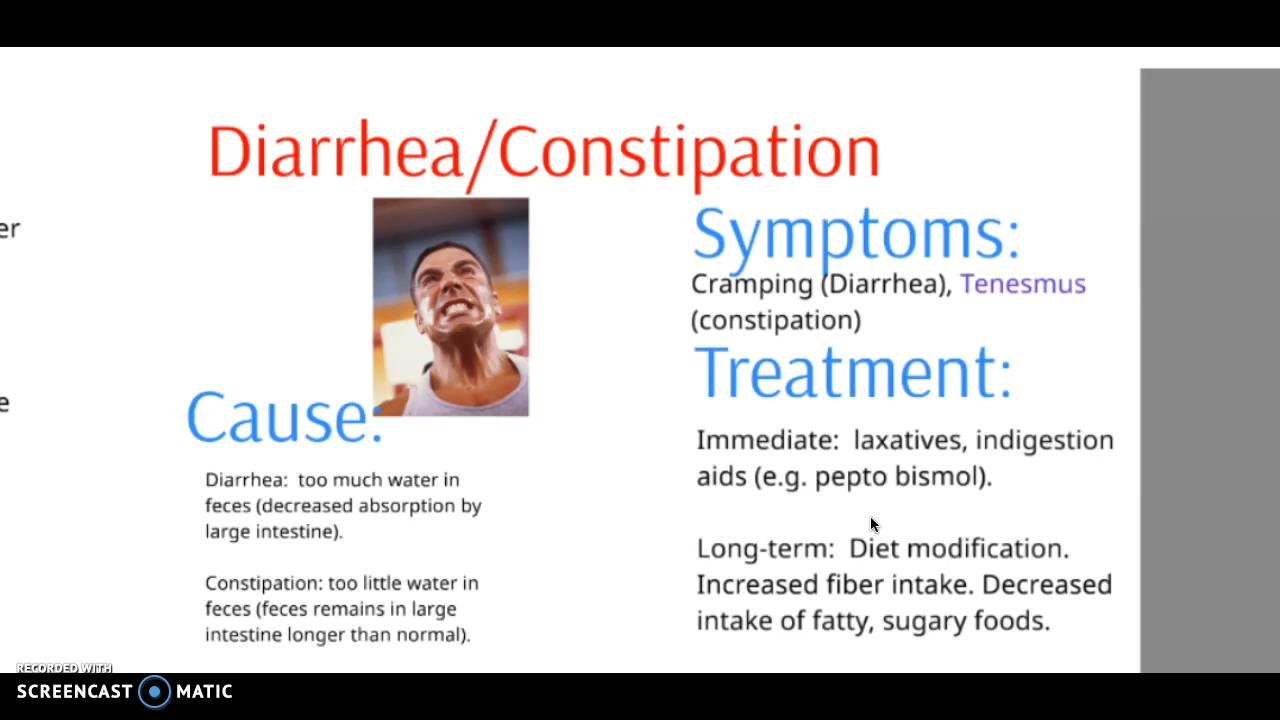 Diarrhea/Constipation
er
e
Cause:
Diarrhea:  too much water in
feces (decreased absorption by
large intestine).
Constipation: too little water in
feces (feces remains in large
intestine longer than normal).
Symptoms:
Cramping (Diarrhea), Tenesmus
(constipation)
Treatment:
Immediate:  laxatives, indigestion
aids (e.g. pepto bismol).
Long-term:  Diet modification.
Increased fiber intake. Decreased
intake of fatty, sugary foods.
RECORDED WITH
SCREENCAST MATIC